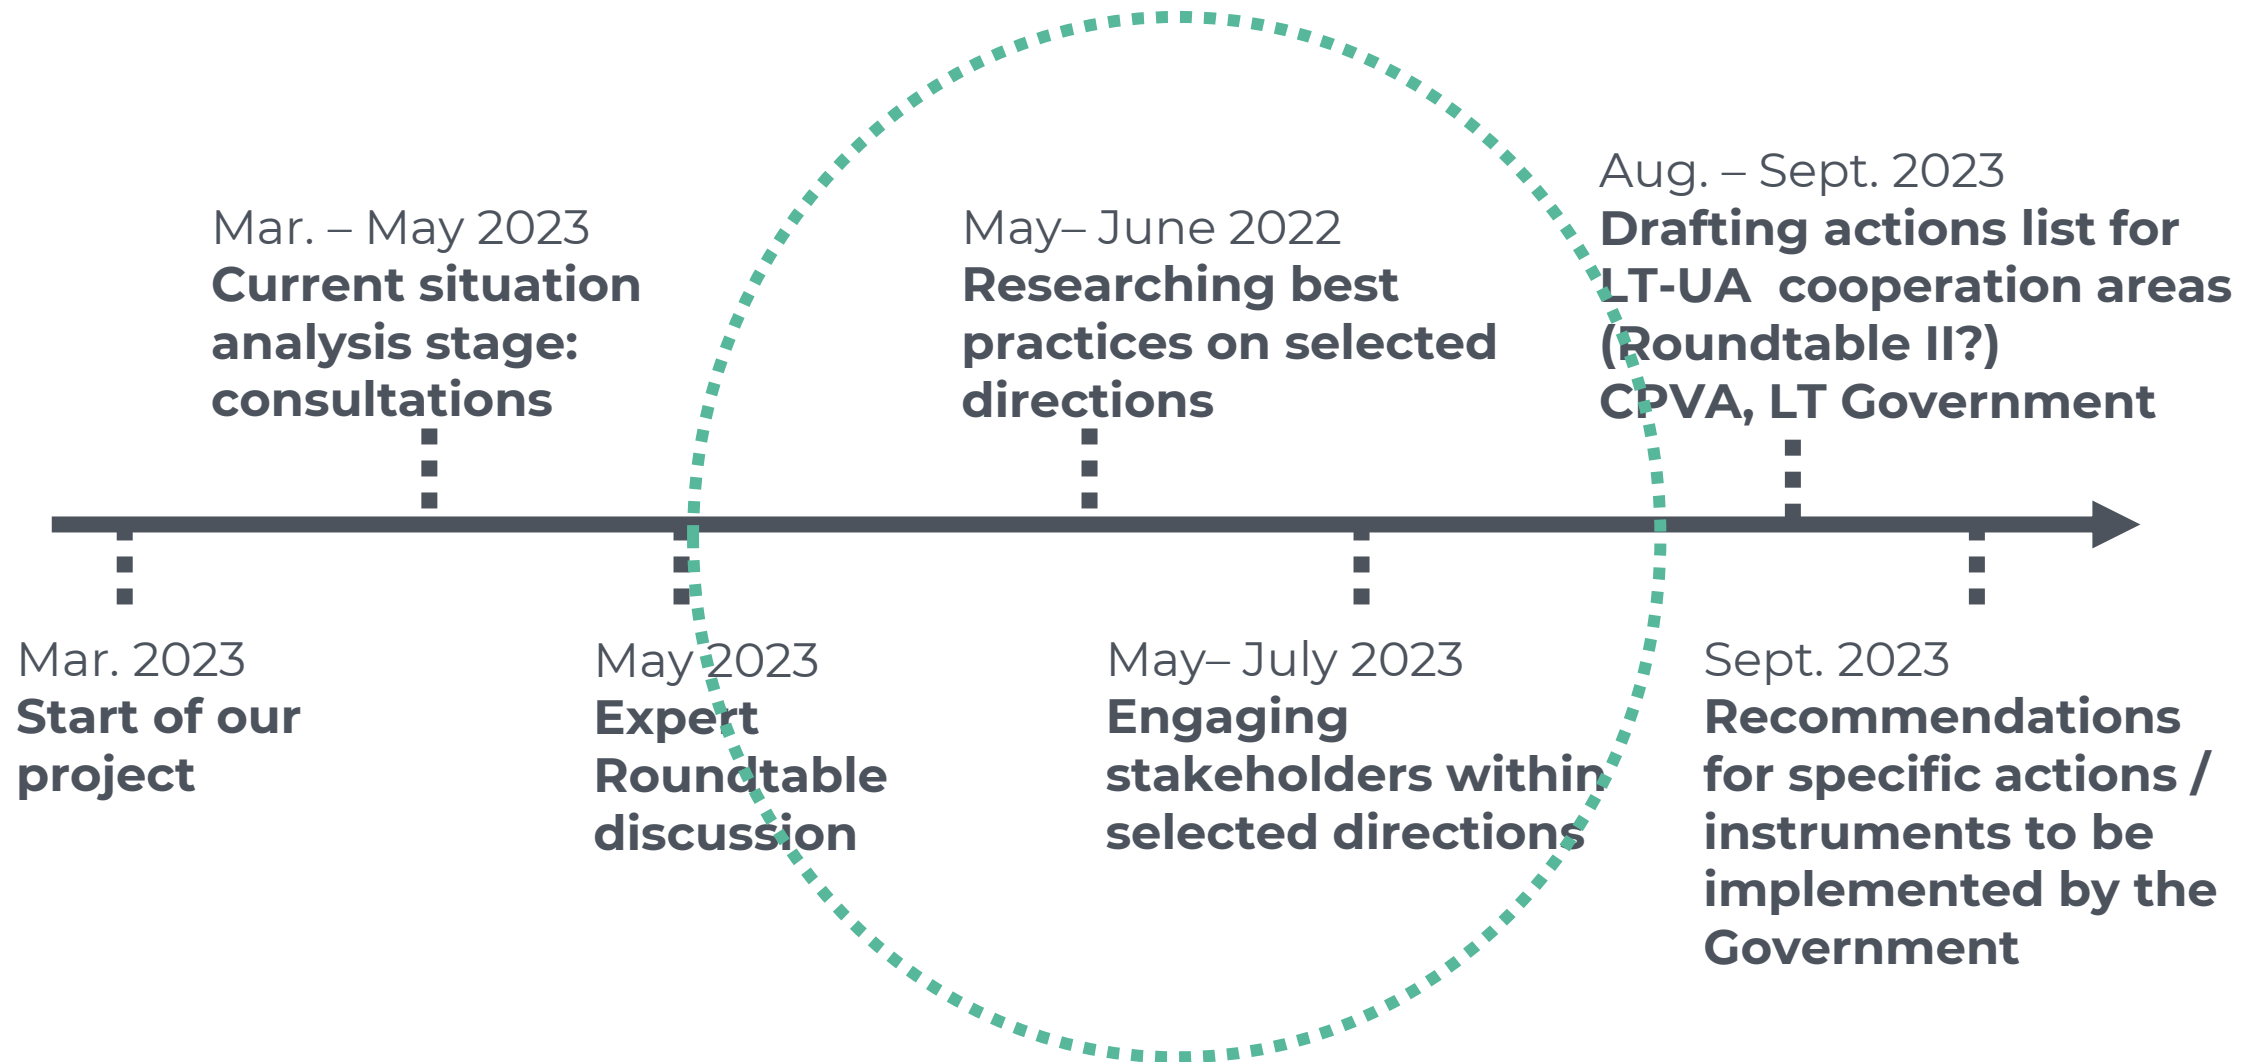 Mar. 2023
Start of our
project
Mar. – May 2023
Current situation
analysis stage:
consultations
May 2023
Expert
Roundtable
discussion
May– June 2022
Researching best
practices on selected
directions
May– July 2023
Engaging
stakeholders within
selected directions
Aug. – Sept. 2023
Drafting actions list for
LT-UA  cooperation areas
(Roundtable II?)
CPVA, LT Government
Sept. 2023
Recommendations
for specific actions /
instruments to be
implemented by the
Government